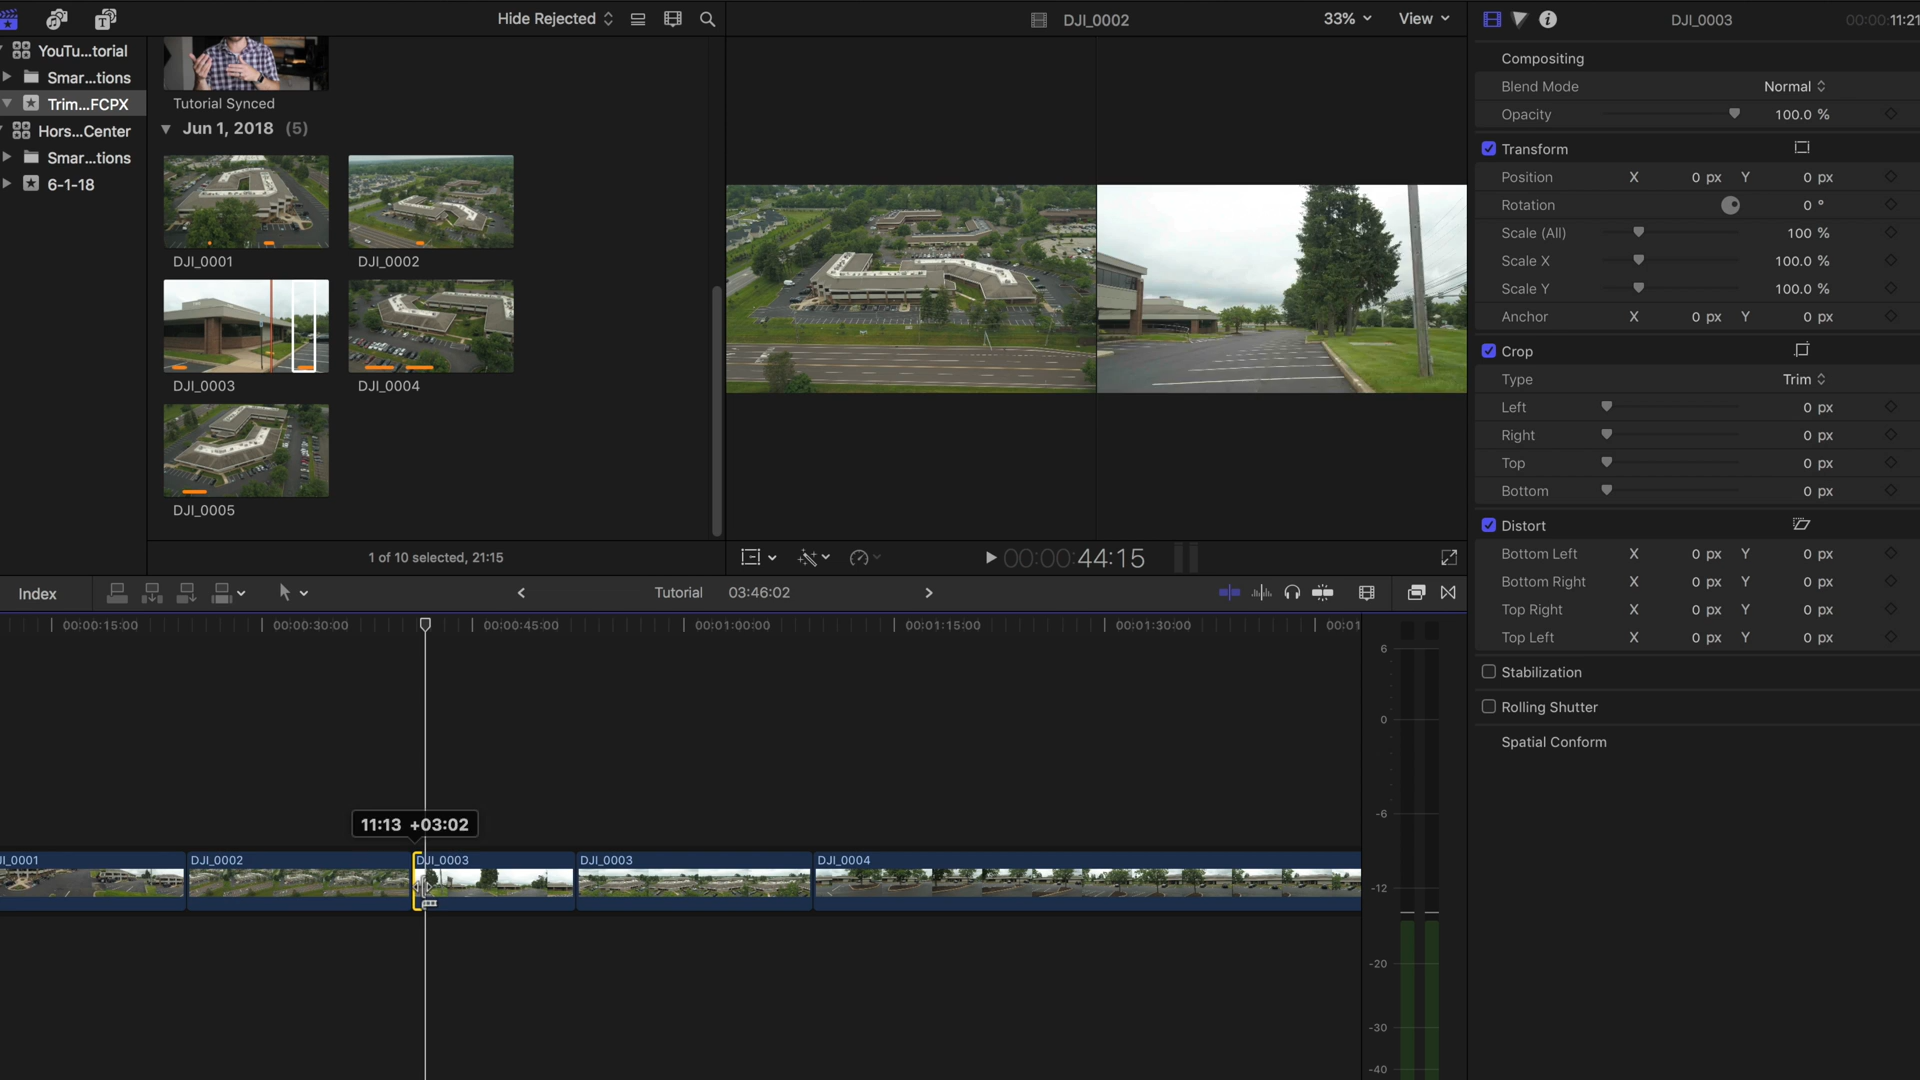 Hide Rejected
DJI_0002
33%
View
DJI_0003
00:00:11:21
YouTu...torial
Smar...tions
Trim...FCPX
Hors...Center
Smar...tions
6-1-18
Tutorial Synced
Jun 1, 2018 (5)
DJI_0001
DJI_0002
DJI_0003
DJI_0004
DJI_0005
1 of 10 selected, 21:15
00:00:44:15
Compositing
Blend Mode Normal
Opacity 100.0 %
Transform
Position X 0 px Y 0 px
Rotation 0 °
Scale (All) 100 %
Scale X 100.0 %
Scale Y 100.0 %
Anchor X 0 px Y 0 px
Crop
Type Trim
Left 0 px
Right 0 px
Top 0 px
Bottom 0 px
Distort
Bottom Left X 0 px Y 0 px
Bottom Right X 0 px Y 0 px
Top Right X 0 px Y 0 px
Top Left X 0 px Y 0 px
Stabilization
Rolling Shutter
Spatial Conform
Index
Tutorial 03:46:02
00:00:15:00 00:00:30:00 00:00:45:00 00:01:00:00 00:01:15:00 00:01:30:00 00:01
11:13 +03:02
JI_0001 DJI_0002 DJI_0003 DJI_0003 DJI_0004
6
0
-6
-12
-20
-30
-40